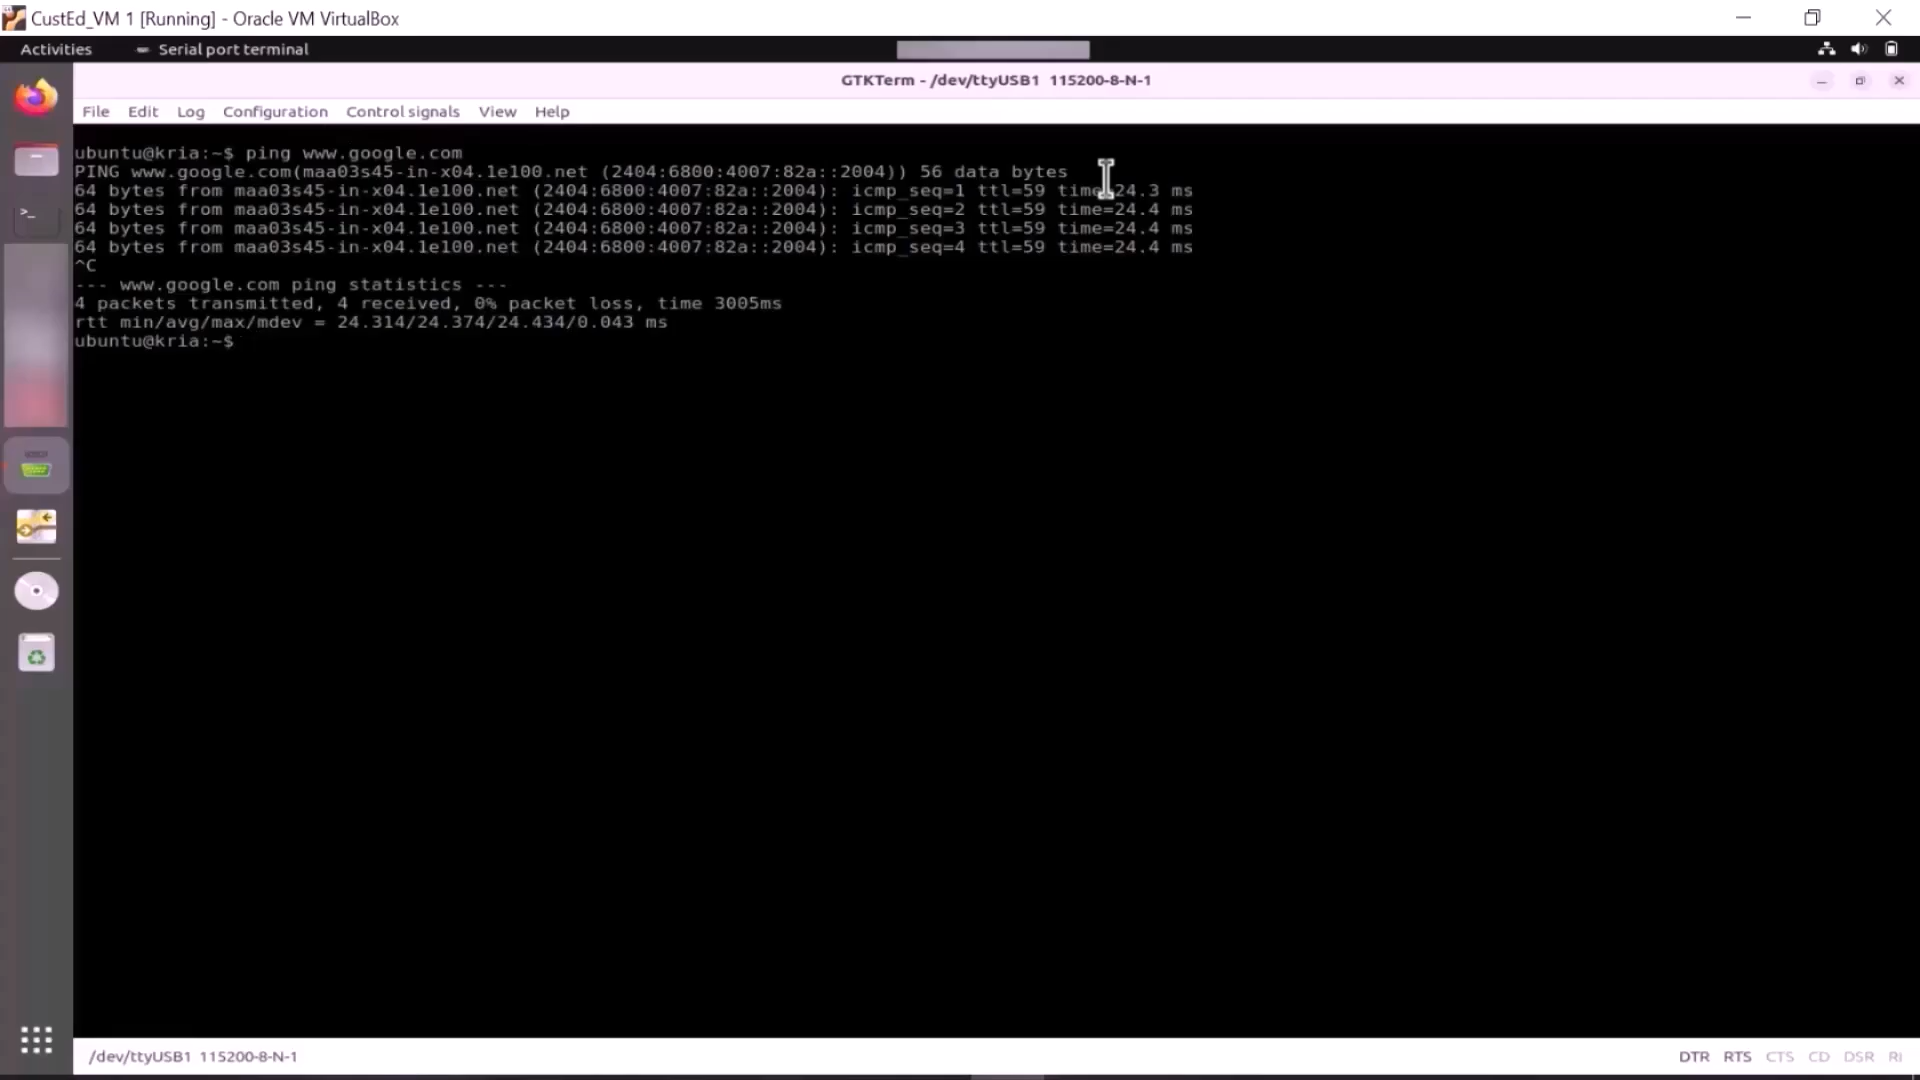 CustEd_VM 1 [Running] - Oracle VM VirtualBox
Activities Serial port terminal
GTKTerm - /dev/ttyUSB1 115200-8-N-1
File Edit Log Configuration Control signals View Help
ubuntu@kria:~$ ping www.google.com
PING www.google.com(maa03s45-in-x04.1e100.net (2404:6800:4007:82a::2004)) 56 data bytes
64 bytes from maa03s45-in-x04.1e100.net (2404:6800:4007:82a::2004): icmp_seq=1 ttl=59 time=24.3 ms
64 bytes from maa03s45-in-x04.1e100.net (2404:6800:4007:82a::2004): icmp_seq=2 ttl=59 time=24.4 ms
64 bytes from maa03s45-in-x04.1e100.net (2404:6800:4007:82a::2004): icmp_seq=3 ttl=59 time=24.4 ms
64 bytes from maa03s45-in-x04.1e100.net (2404:6800:4007:82a::2004): icmp_seq=4 ttl=59 time=24.4 ms
^C
--- www.google.com ping statistics ---
4 packets transmitted, 4 received, 0% packet loss, time 3005ms
rtt min/avg/max/mdev = 24.314/24.374/24.434/0.043 ms
ubuntu@kria:~$
/dev/ttyUSB1 115200-8-N-1 DTR RTS CTS CD DSR RI